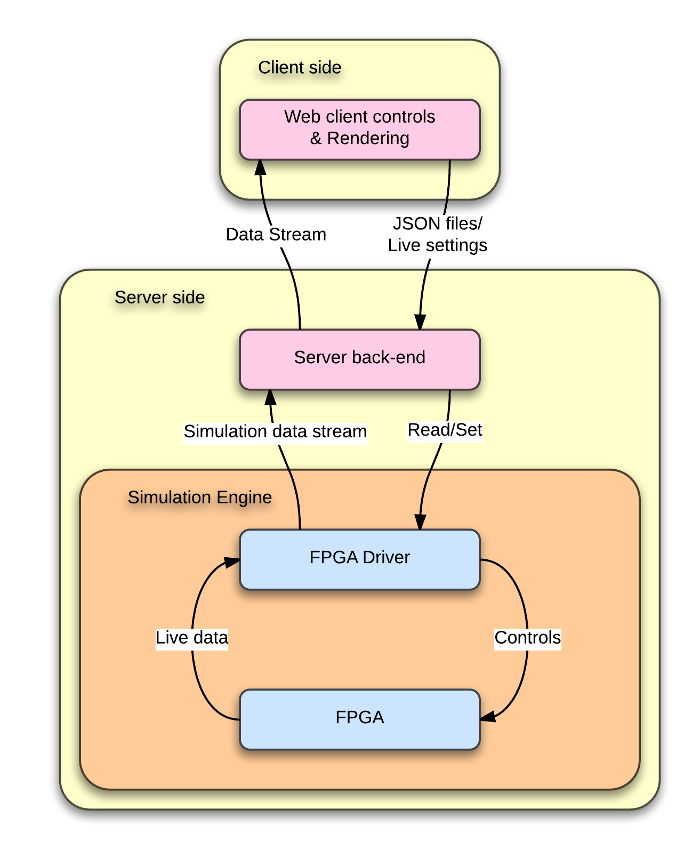 Client side
Web client controls
& Rendering
Data Stream
JSON files/
Live settings
Server side
Server back-end
Simulation data stream
Read/Set
Simulation Engine
FPGA Driver
Live data
Controls
FPGA